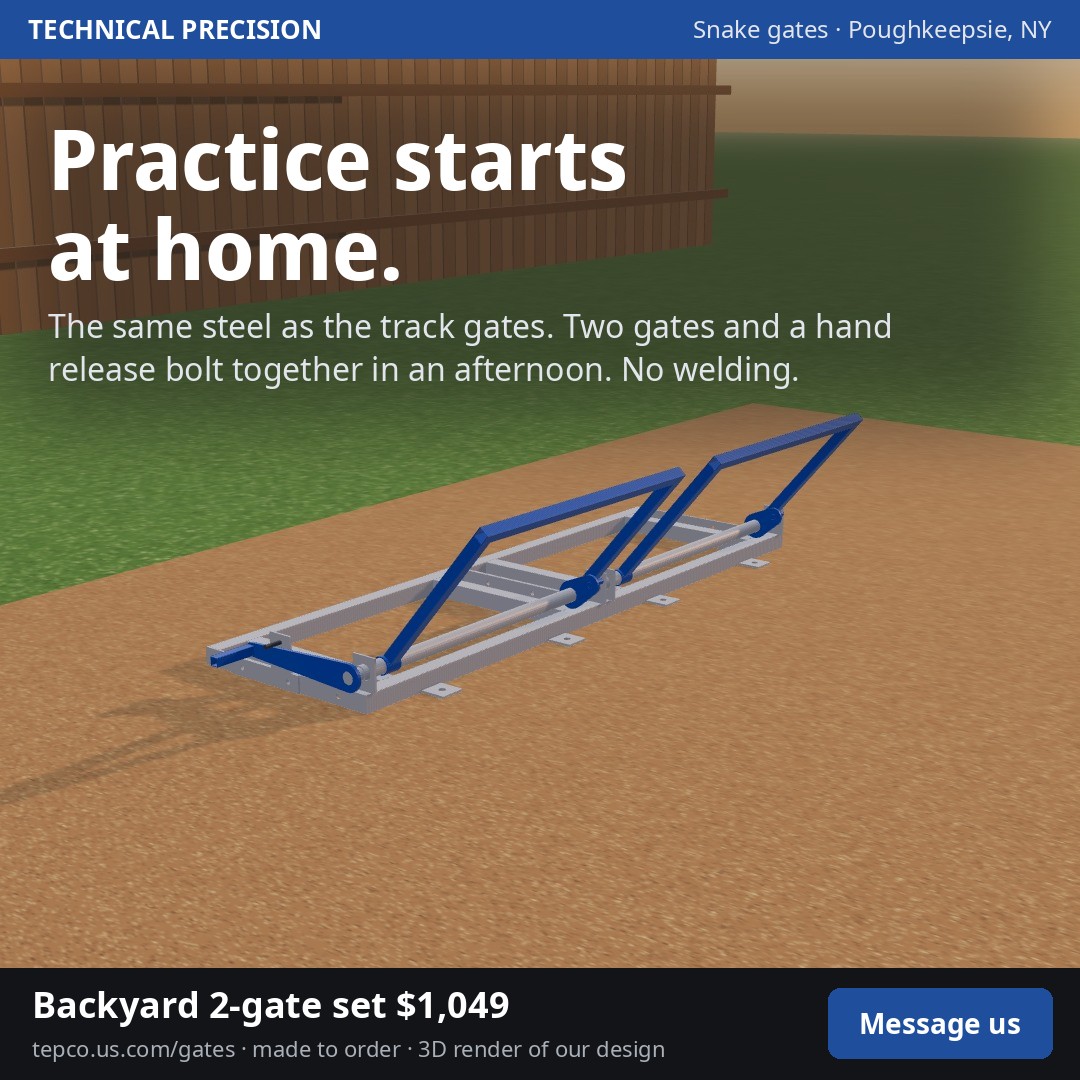 TECHNICAL PRECISION
Snake gates · Poughkeepsie, NY
Practice starts
at home.
The same steel as the track gates. Two gates and a hand
release bolt together in an afternoon. No welding.
Backyard 2-gate set $1,049
tepco.us.com/gates · made to order · 3D render of our design
Message us